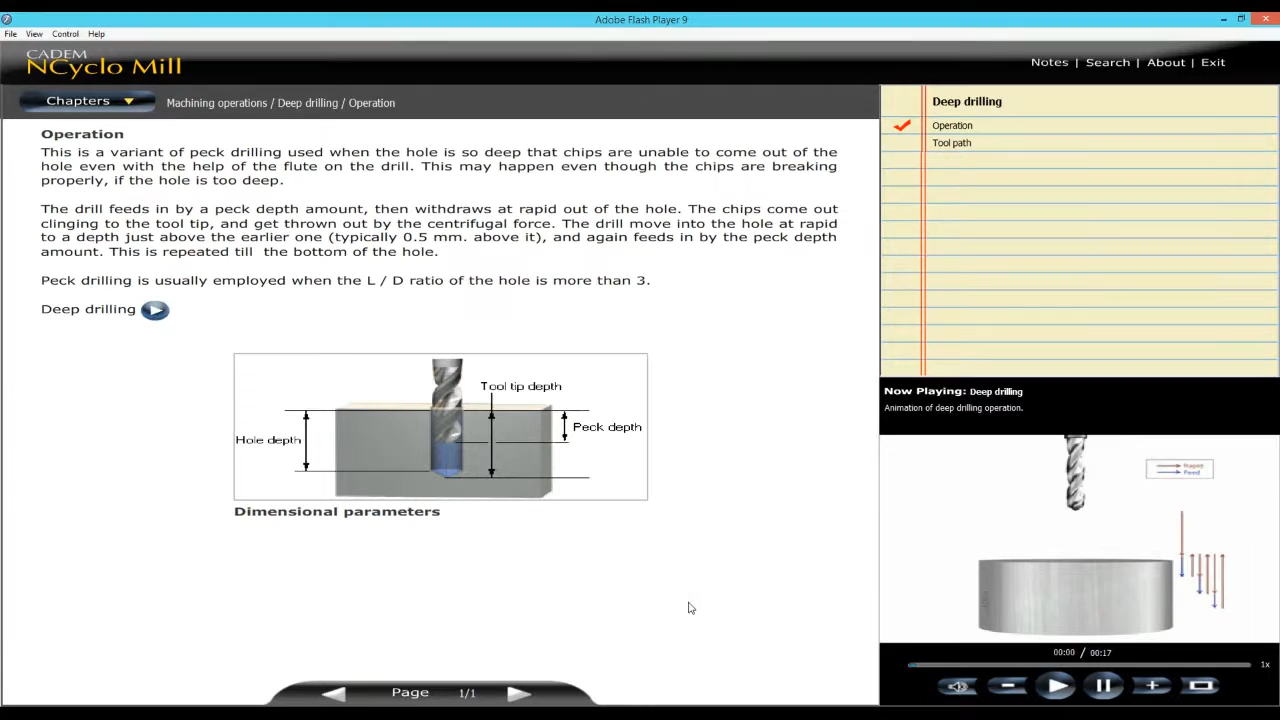 Adobe Flash Player 9
File View Control Help
CADEM
NCyclo Mill
Notes | Search | About | Exit
Chapters
Machining operations / Deep drilling / Operation
Operation
This is a variant of peck drilling used when the hole is so deep that chips are unable to come out of the
hole even with the help of the flute on the drill. This may happen even though the chips are breaking
properly, if the hole is too deep.
The drill feeds in by a peck depth amount, then withdraws at rapid out of the hole. The chips come out
clinging to the tool tip, and get thrown out by the centrifugal force. The drill move into the hole at rapid
to a depth just above the earlier one (typically 0.5 mm. above it), and again feeds in by the peck depth
amount. This is repeated till the bottom of the hole.
Peck drilling is usually employed when the L / D ratio of the hole is more than 3.
Deep drilling
Tool tip depth
Peck depth
Hole depth
Dimensional parameters
Page 1/1
Deep drilling
Operation
Tool path
Now Playing: Deep drilling
Animation of deep drilling operation.
Rapid
Feed
00:00 / 00:17
1x